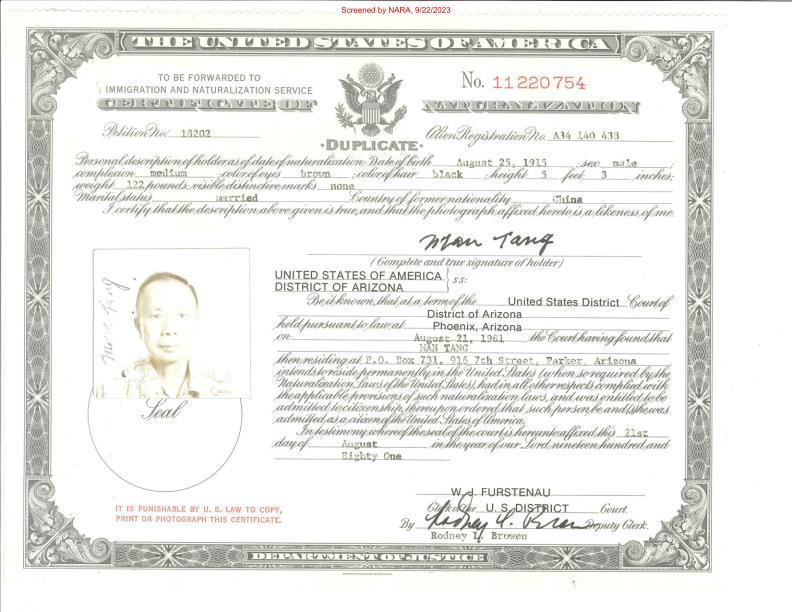 Screened by NARA, 9/22/2023
THE UNITED STATES OF AMERICA
TO BE FORWARDED TO
IMMIGRATION AND NATURALIZATION SERVICE
No. 11220754
CERTIFICATE OF NATURALIZATION
Petition No. 18202
Alien Registration No. A34 140 438
·DUPLICATE·
Personal description of holder as of date of naturalization: Date of birth August 25, 1915 ; sex male ;
complexion medium ; color of eyes brown ; color of hair black ; height 5 feet 3 inches;
weight 122 pounds; visible distinctive marks none
Marital status married Country of former nationality China
I certify that the description above given is true, and that the photograph affixed hereto is a likeness of me.
Man Tang
(Complete and true signature of holder)
Man Tang
UNITED STATES OF AMERICA
DISTRICT OF ARIZONA } ss:
Be it known, that at a term of the United States District Court of
District of Arizona
held pursuant to law at Phoenix, Arizona
on August 21, 1981 the Court having found that
MAN TANG
then residing at P.O. Box 731, 916 7th Street, Parker, Arizona
intends to reside permanently in the United States (when so required by the
Naturalization Laws of the United States), had in all other respects complied with
the applicable provisions of such naturalization laws, and was entitled to be
admitted to citizenship, thereupon ordered that such person be and (s)he was
admitted as a citizen of the United States of America.
In testimony whereof the seal of the court is hereunto affixed this 21st
day of August in the year of our Lord nineteen hundred and
Eighty One
Seal
IT IS PUNISHABLE BY U. S. LAW TO COPY,
PRINT OR PHOTOGRAPH THIS CERTIFICATE.
W. J. FURSTENAU
Clerk of the U. S. DISTRICT Court.
By Rodney L. Browen Deputy Clerk.
Rodney L. Browen
DEPARTMENT OF JUSTICE